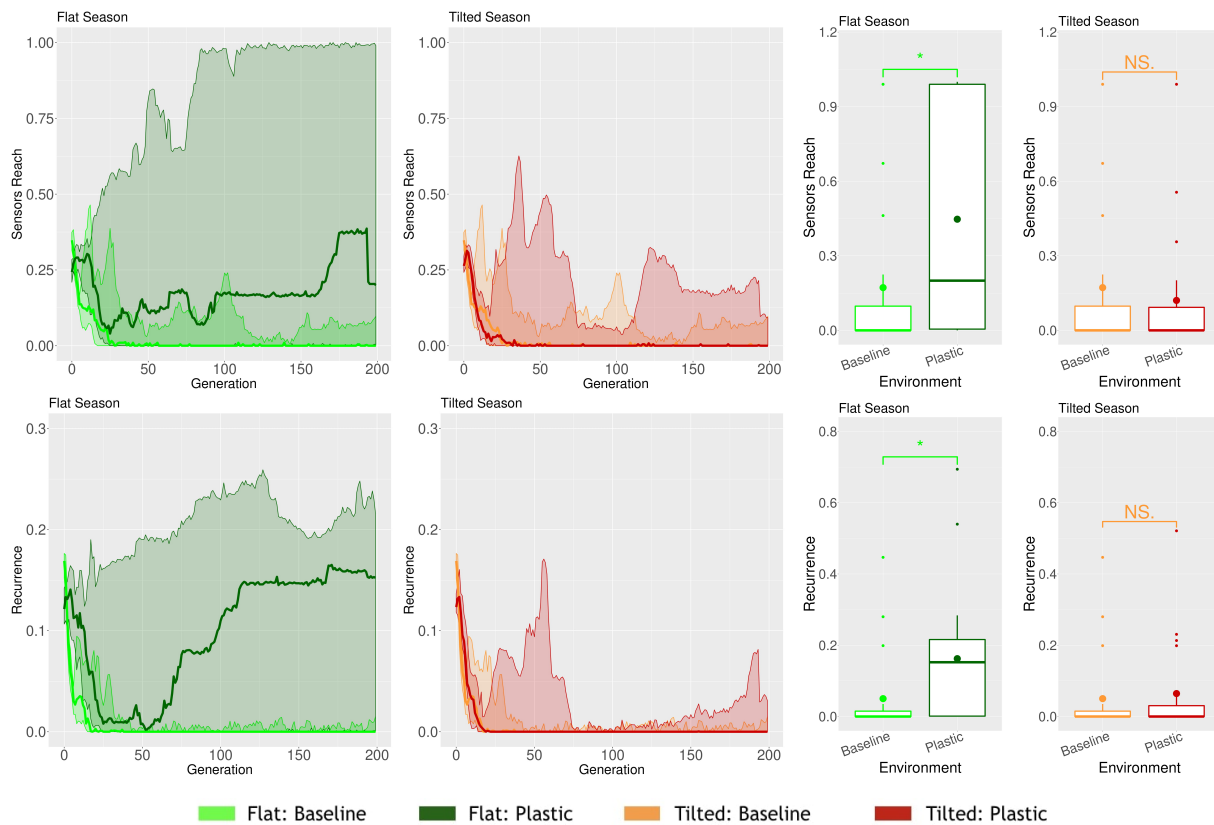 Flat Season
Tilted Season
Flat Season
Tilted Season
Sensors Reach
1.00
0.75
0.50
0.25
0.00
0 50 100 150 200
Generation
Sensors Reach
1.00
0.75
0.50
0.25
0.00
0 50 100 150 200
Generation
Sensors Reach
1.2
0.9
0.6
0.3
0.0
*
Baseline Plastic
Environment
Sensors Reach
1.2
0.9
0.6
0.3
0.0
NS.
Baseline Plastic
Environment
Flat Season
Tilted Season
Flat Season
Tilted Season
Recurrence
0.3
0.2
0.1
0.0
0 50 100 150 200
Generation
Recurrence
0.3
0.2
0.1
0.0
0 50 100 150 200
Generation
Recurrence
0.8
0.6
0.4
0.2
0.0
*
Baseline Plastic
Environment
Recurrence
0.8
0.6
0.4
0.2
0.0
NS.
Baseline Plastic
Environment
Flat: Baseline Flat: Plastic Tilted: Baseline Tilted: Plastic